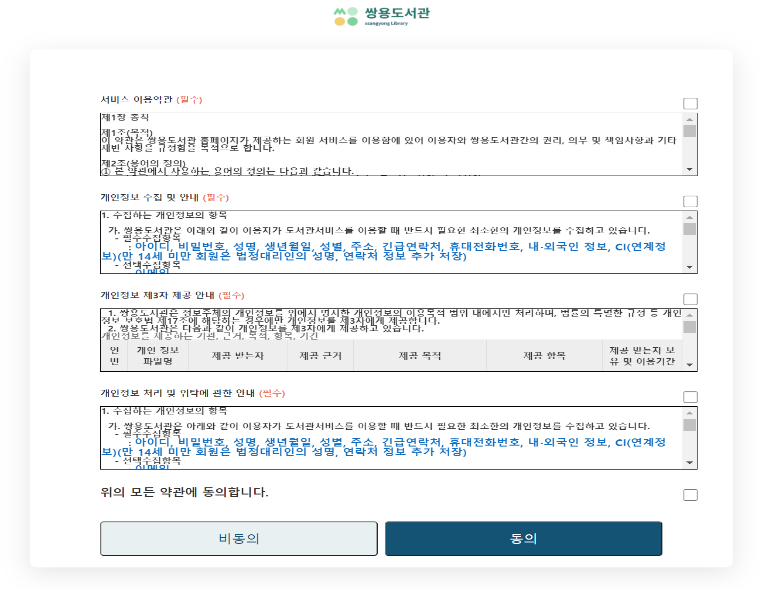 쌍용도서관
ssangyong Library
서비스 이용약관 (필수)
제1장 총칙
제1조(목적)
이 약관은 쌍용도서관 홈페이지가 제공하는 회원 서비스를 이용함에 있어 이용자와 쌍용도서관간의 권리, 의무 및 책임사항과 기타
제반 사항을 규정함을 목적으로 합니다.
제2조(용어의 정의)
① 본 약관에서 사용하는 용어의 정의는 다음과 같습니다.
개인정보 수집 및 안내 (필수)
1. 수집하는 개인정보의 항목
가. 쌍용도서관은 아래와 같이 이용자가 도서관서비스를 이용할 때 반드시 필요한 최소한의 개인정보를 수집하고 있습니다.
- 필수수집항목
: 아이디, 비밀번호, 성명, 생년월일, 성별, 주소, 긴급연락처, 휴대전화번호, 내·외국인 정보, CI(연계정
보)(만 14세 미만 회원은 법정대리인의 성명, 연락처 정보 추가 저장)
- 선택수집항목
이메일
개인정보 제3자 제공 안내 (필수)
1. 쌍용도서관은 정보주체의 개인정보를 위에서 명시한 개인정보의 이용목적 범위 내에서만 처리하며, 법률의 특별한 규정 등 개인
정보 보호법 제17조에 해당하는 경우에만 개인정보를 제3자에게 제공합니다.
2. 쌍용도서관은 다음과 같이 개인정보를 제3자에게 제공하고 있습니다.
개인정보를 제공하는 기관, 근거, 목적, 항목, 기간
연번 개인 정보 파일명 제공 받는자 제공 근거 제공 목적 제공 항목 제공 받는자 보유 및 이용기간
개인정보 처리 및 위탁에 관한 안내 (필수)
1. 수집하는 개인정보의 항목
가. 쌍용도서관은 아래와 같이 이용자가 도서관서비스를 이용할 때 반드시 필요한 최소한의 개인정보를 수집하고 있습니다.
- 필수수집항목
: 아이디, 비밀번호, 성명, 생년월일, 성별, 주소, 긴급연락처, 휴대전화번호, 내·외국인 정보, CI(연계정
보)(만 14세 미만 회원은 법정대리인의 성명, 연락처 정보 추가 저장)
- 선택수집항목
이메일
위의 모든 약관에 동의합니다.
비동의
동의